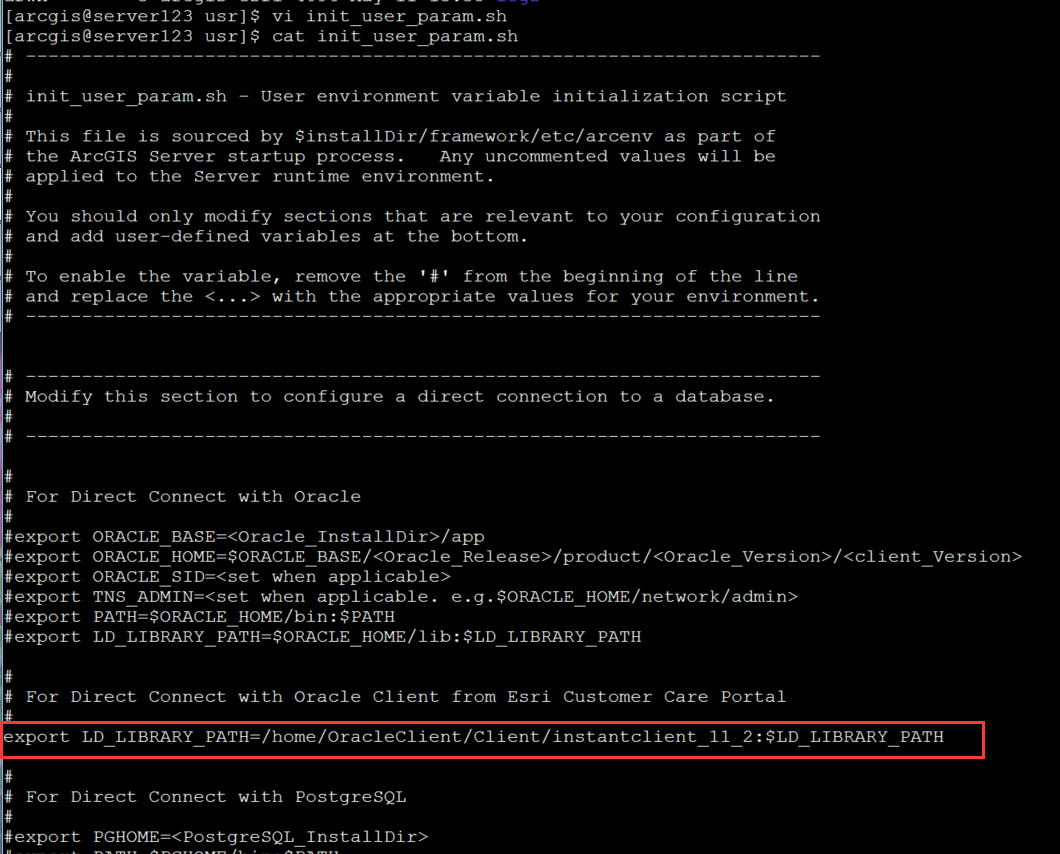 [arcgis@server123 usr]$ vi init_user_param.sh
[arcgis@server123 usr]$ cat init_user_param.sh
# -----------------------------------------------------------------------
#
# init_user_param.sh - User environment variable initialization script
#
# This file is sourced by $installDir/framework/etc/arcenv as part of
# the ArcGIS Server startup process.   Any uncommented values will be
# applied to the Server runtime environment.
#
# You should only modify sections that are relevant to your configuration
# and add user-defined variables at the bottom.
#
# To enable the variable, remove the '#' from the beginning of the line
# and replace the <...> with the appropriate values for your environment.
# -----------------------------------------------------------------------
# -----------------------------------------------------------------------
# Modify this section to configure a direct connection to a database.
#
# -----------------------------------------------------------------------
#
# For Direct Connect with Oracle
#
#export ORACLE_BASE=<Oracle_InstallDir>/app
#export ORACLE_HOME=$ORACLE_BASE/<Oracle_Release>/product/<Oracle_Version>/<client_Version>
#export ORACLE_SID=<set when applicable>
#export TNS_ADMIN=<set when applicable. e.g.$ORACLE_HOME/network/admin>
#export PATH=$ORACLE_HOME/bin:$PATH
#export LD_LIBRARY_PATH=$ORACLE_HOME/lib:$LD_LIBRARY_PATH
#
# For Direct Connect with Oracle Client from Esri Customer Care Portal
#
export LD_LIBRARY_PATH=/home/OracleClient/Client/instantclient_11_2:$LD_LIBRARY_PATH
#
# For Direct Connect with PostgreSQL
#
#export PGHOME=<PostgreSQL_InstallDir>